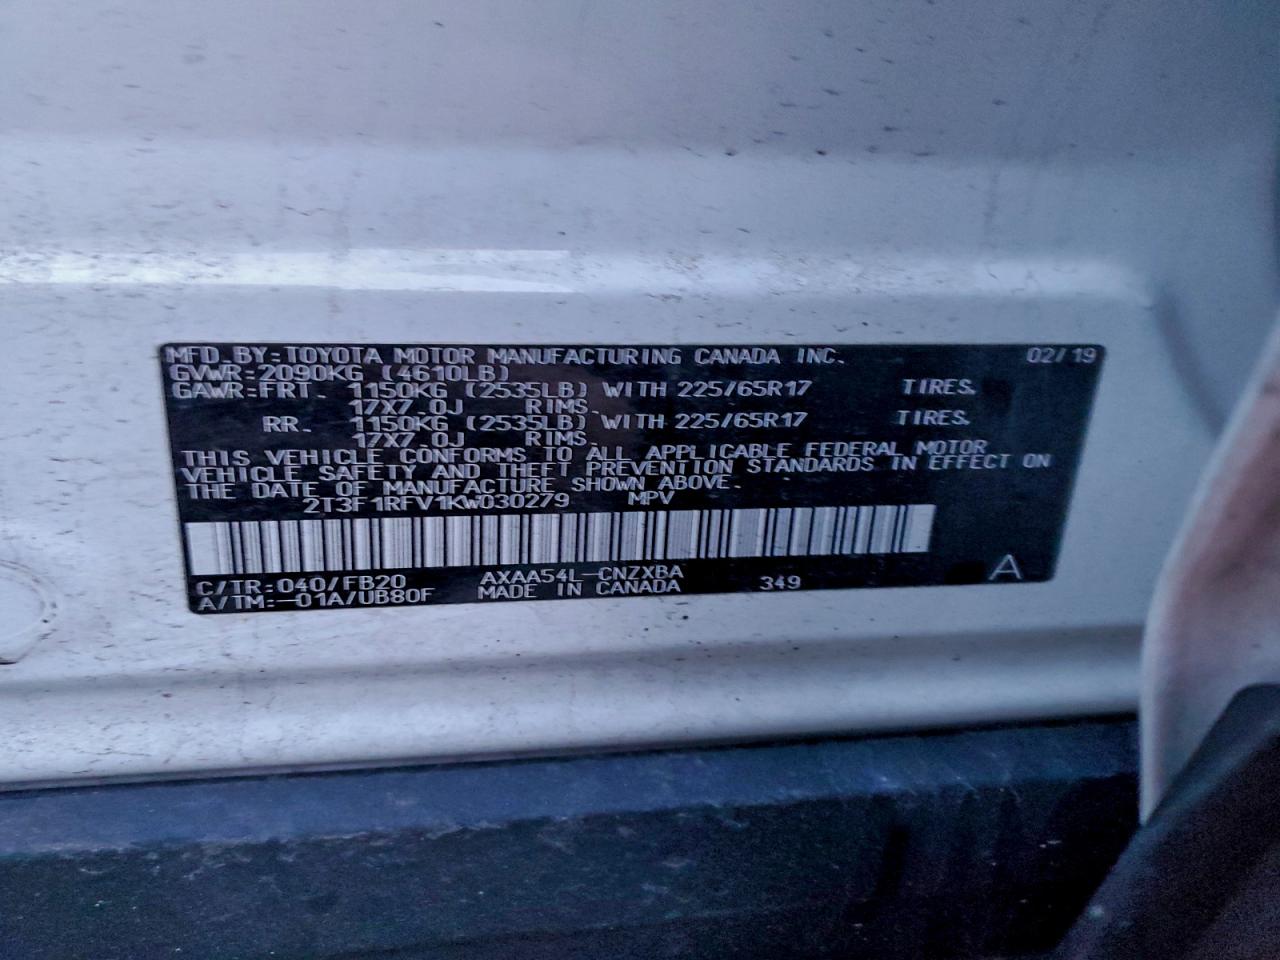 MFD. BY: TOYOTA MOTOR MANUFACTURING CANADA INC. 02/19
GVWR: 2090KG (4610LB)
GAWR: FRT. 1150KG (2535LB) WITH 225/65R17 TIRES.
17X7.0J RIMS.
RR. 1150KG (2535LB) WITH 225/65R17 TIRES.
17X7.0J RIMS.
THIS VEHICLE CONFORMS TO ALL APPLICABLE FEDERAL MOTOR
VEHICLE SAFETY AND THEFT PREVENTION STANDARDS IN EFFECT ON
THE DATE OF MANUFACTURE SHOWN ABOVE.
2T3F1RFV1KW030279 MPV
C/TR: 040/FB20 AXAA54L-CNZXBA 349 A
A/TM: -01A/UB80F MADE IN CANADA